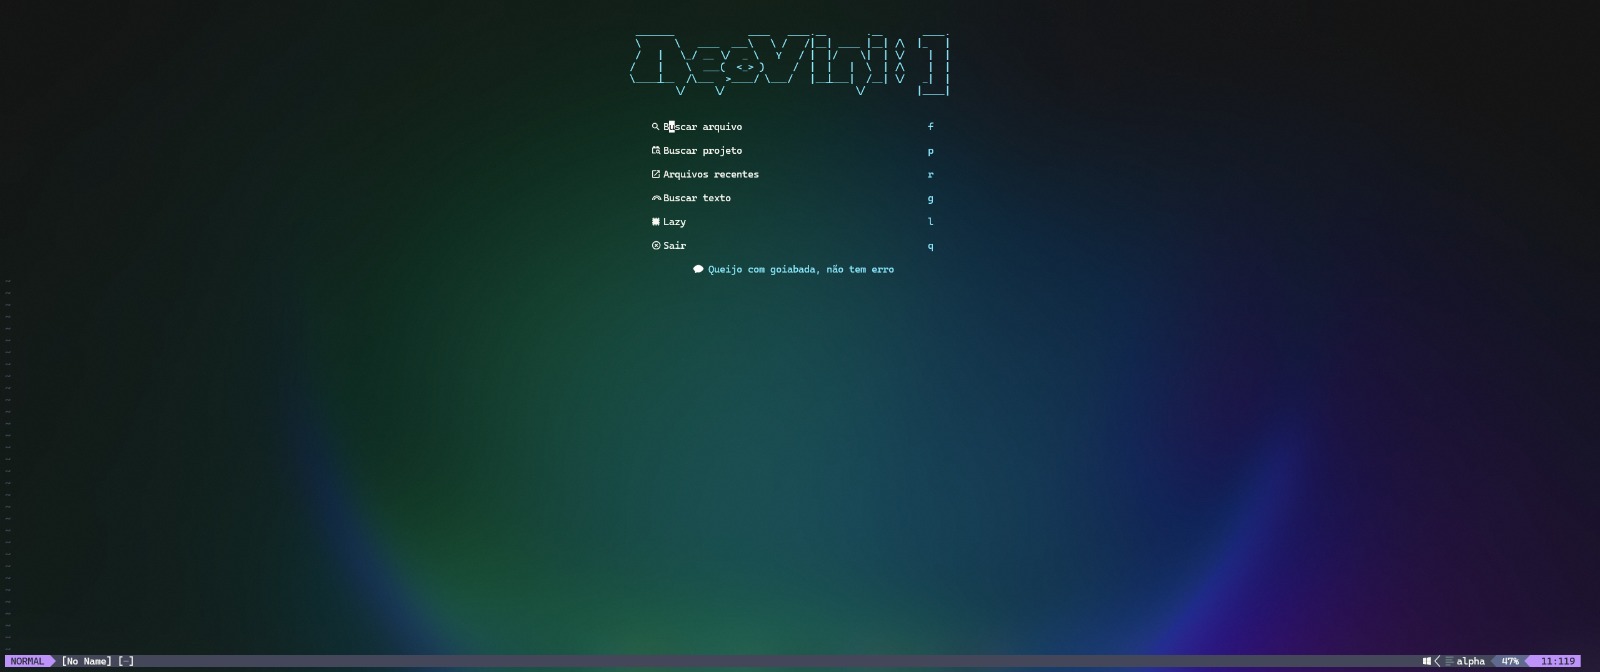 NeoVini:]
Buscar arquivo f
Buscar projeto p
Arquivos recentes r
Buscar texto g
Lazy l
Sair q
Queijo com goiabada, não tem erro
NORMAL [No Name] [-] alpha 47% 11:119